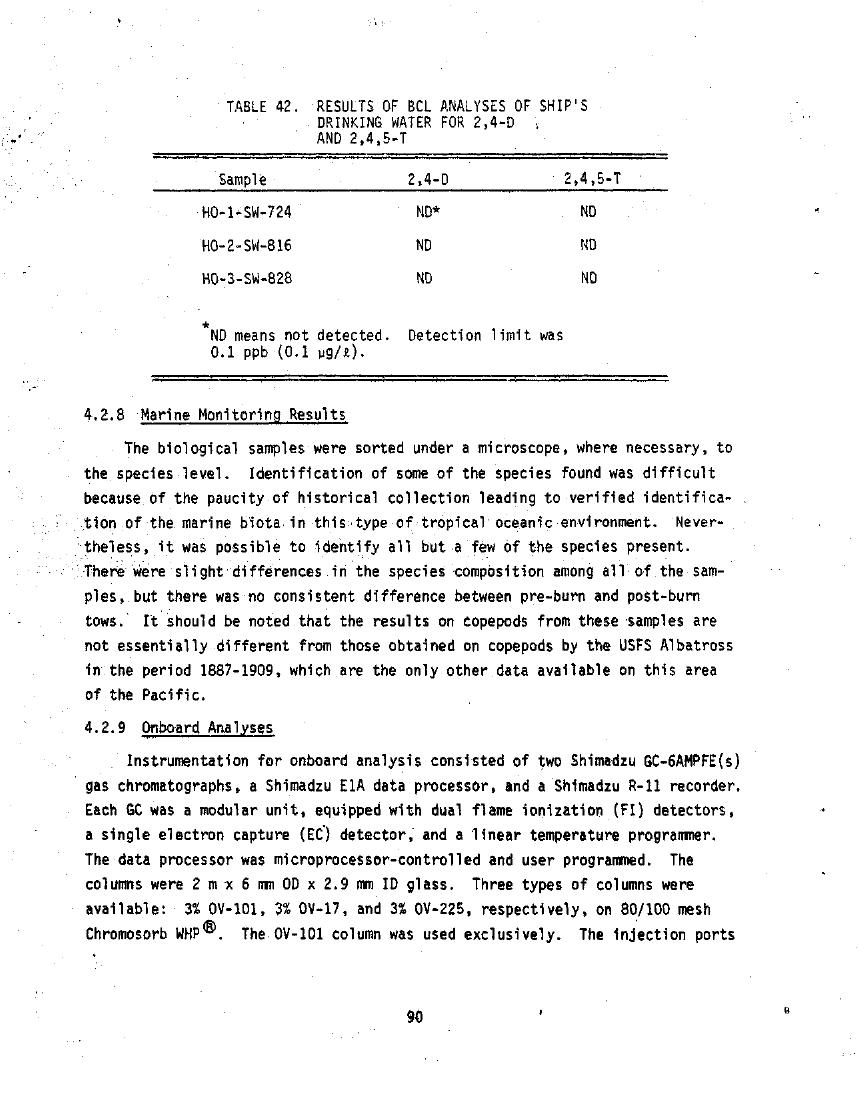 TABLE 42. RESULTS OF BCL ANALYSES OF SHIP'S
DRINKING WATER FOR 2,4-D
AND 2,4,5-T
Sample 2,4-D 2,4,5-T
HO-1-SW-724 ND* ND
HO-2-SW-816 ND ND
HO-3-SW-828 ND ND
*ND means not detected. Detection limit was
0.1 ppb (0.1 µg/ℓ).
4.2.8 Marine Monitoring Results
The biological samples were sorted under a microscope, where necessary, to
the species level. Identification of some of the species found was difficult
because of the paucity of historical collection leading to verified identifica-
tion of the marine biota in this type of tropical oceanic environment. Never-
theless, it was possible to identify all but a few of the species present.
There were slight differences in the species composition among all of the sam-
ples, but there was no consistent difference between pre-burn and post-burn
tows. It should be noted that the results on copepods from these samples are
not essentially different from those obtained on copepods by the USFS Albatross
in the period 1887-1909, which are the only other data available on this area
of the Pacific.
4.2.9 Onboard Analyses
Instrumentation for onboard analysis consisted of two Shimadzu GC-6AMPFE(s)
gas chromatographs, a Shimadzu E1A data processor, and a Shimadzu R-11 recorder.
Each GC was a modular unit, equipped with dual flame ionization (FI) detectors,
a single electron capture (EC) detector, and a linear temperature programmer.
The data processor was microprocessor-controlled and user programmed. The
columns were 2 m x 6 mm OD x 2.9 mm ID glass. Three types of columns were
available: 3% OV-101, 3% OV-17, and 3% OV-225, respectively, on 80/100 mesh
Chromosorb WHP®. The OV-101 column was used exclusively. The injection ports
90